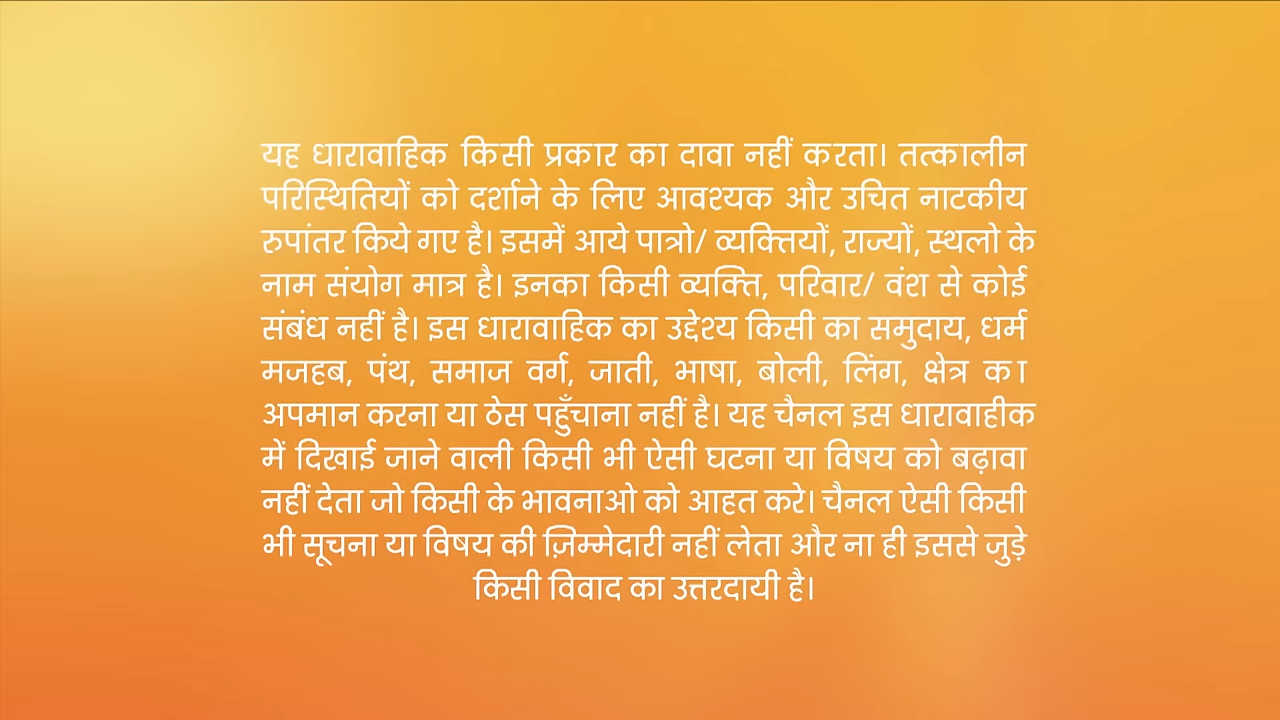 यह धारावाहिक किसी प्रकार का दावा नहीं करता। तत्कालीन
परिस्थितियों को दर्शाने के लिए आवश्यक और उचित नाटकीय
रुपांतर किये गए है। इसमें आये पात्रो/ व्यक्तियों, राज्यों, स्थलो के
नाम संयोग मात्र है। इनका किसी व्यक्ति, परिवार/ वंश से कोई
संबंध नहीं है। इस धारावाहिक का उद्देश्य किसी का समुदाय, धर्म
मजहब, पंथ, समाज वर्ग, जाती, भाषा, बोली, लिंग, क्षेत्र का
अपमान करना या ठेस पहुँचाना नहीं है। यह चैनल इस धारावाहीक
में दिखाई जाने वाली किसी भी ऐसी घटना या विषय को बढ़ावा
नहीं देता जो किसी के भावनाओ को आहत करे। चैनल ऐसी किसी
भी सूचना या विषय की ज़िम्मेदारी नहीं लेता और ना ही इससे जुड़े
किसी विवाद का उत्तरदायी है।